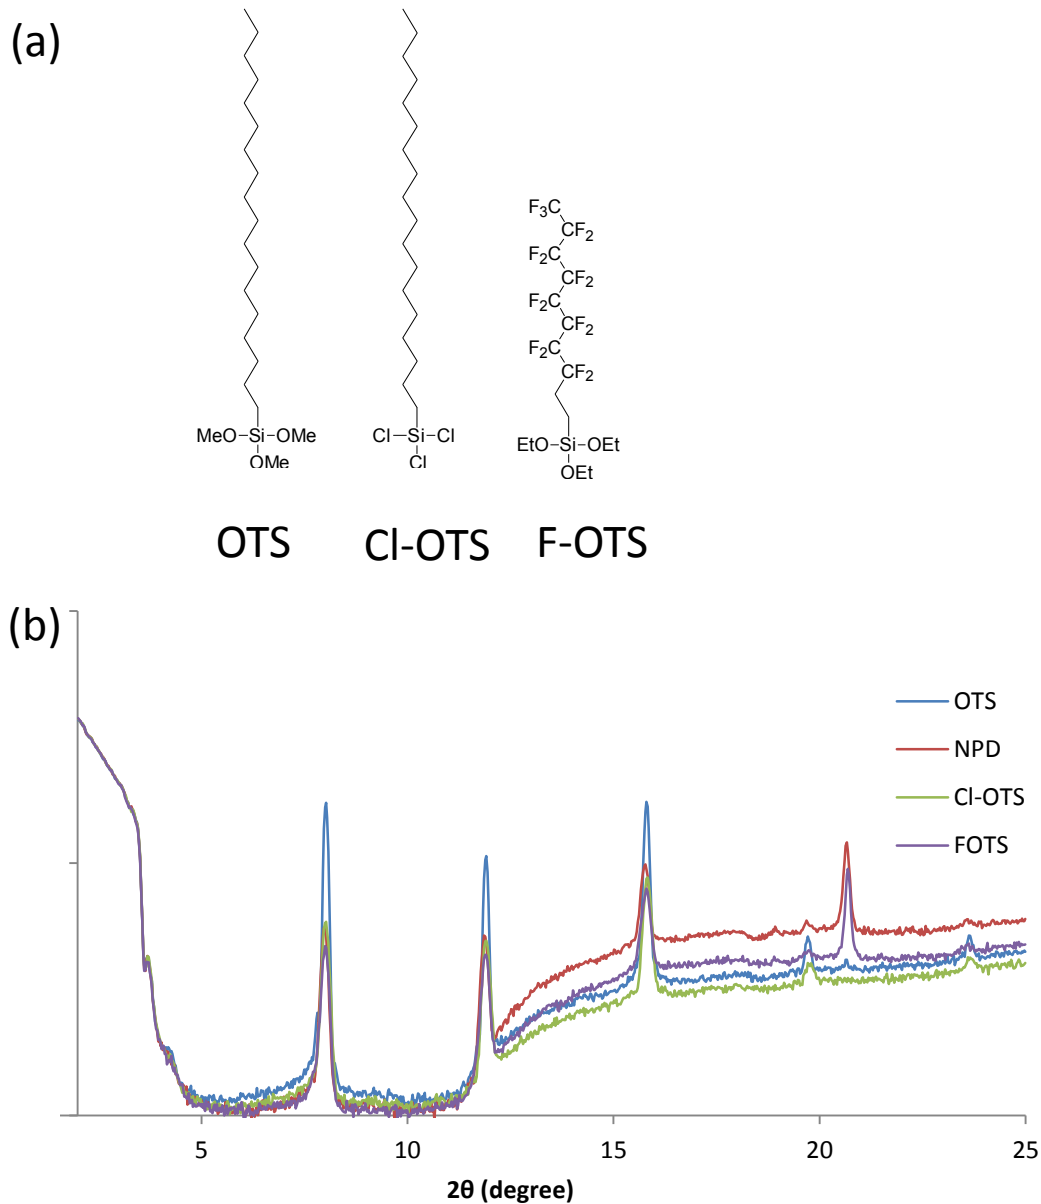 (a)
F₃C
CF₂
F₂C
CF₂
F₂C
CF₂
F₂C
CF₂
MeO-Si-OMe
OMe
Cl-Si-Cl
Cl
EtO-Si-OEt
OEt
OTS
Cl-OTS
F-OTS
(b)
OTS
NPD
Cl-OTS
FOTS
5
10
15
20
25
2θ (degree)